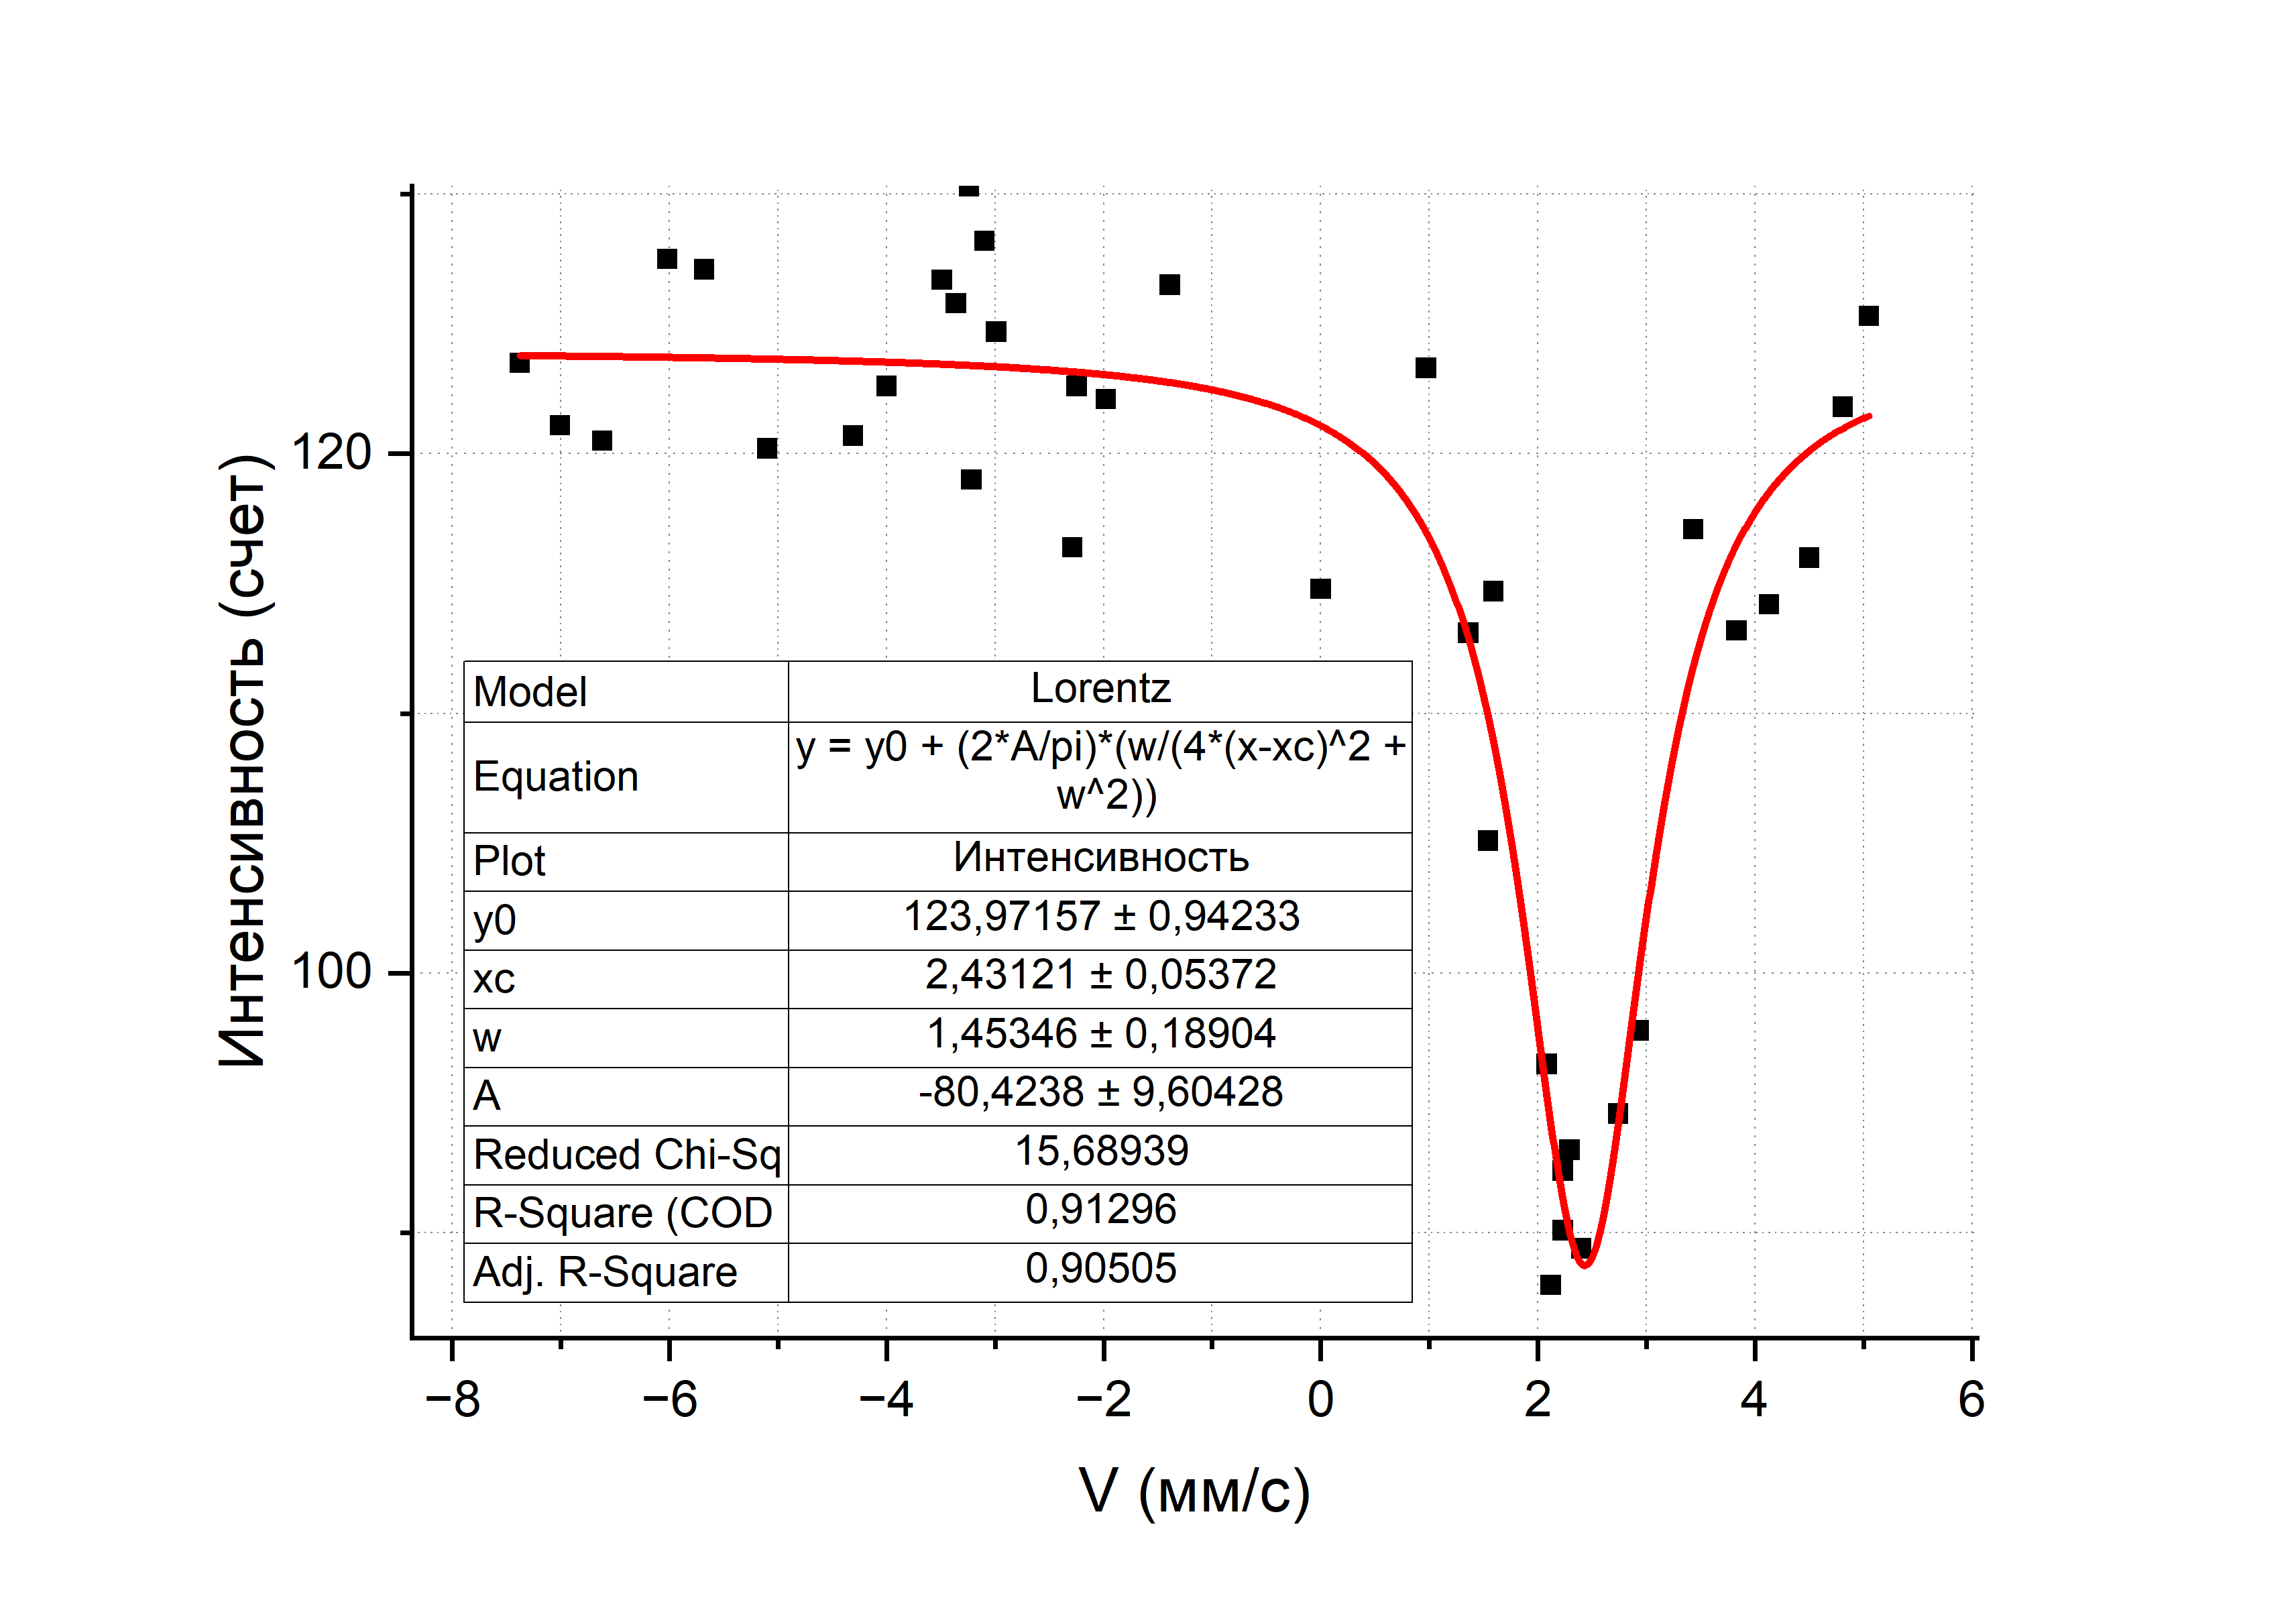 Интенсивность (счет)
120
100
Model Lorentz
Equation y = y0 + (2*A/pi)*(w/(4*(x-xc)^2 +
w^2))
Plot Интенсивность
y0 123,97157 ± 0,94233
xc 2,43121 ± 0,05372
w 1,45346 ± 0,18904
A -80,4238 ± 9,60428
Reduced Chi-Sq 15,68939
R-Square (COD 0,91296
Adj. R-Square 0,90505
−8 −6 −4 −2 0 2 4 6
V (мм/с)